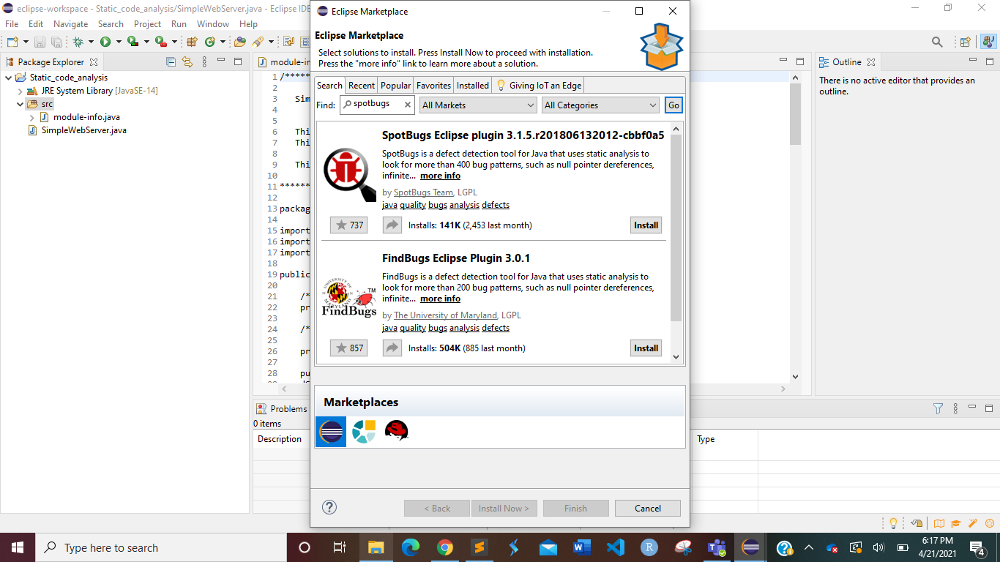 eclipse-workspace - Static_code_analysis/SimpleWebServer.java - Eclipse IDE
File Edit Navigate Search Project Run Window Help
Package Explorer
Static_code_analysis
JRE System Library [JavaSE-14]
src
module-info.java
SimpleWebServer.java
module-in
1 /*******
2
3 Sim
5
6 Thi
7 Thi
8
9 Thi
10
11 *******
12
13 packag
14
15 import
16 import
17 import
18
19 public
20
21 /*
22 pr
23
24 /*
25
26 pr
27
28 pu
Problems
0 items
Description
Type
Outline
There is no active editor that provides an
outline.
Eclipse Marketplace
Eclipse Marketplace
Select solutions to install. Press Install Now to proceed with installation.
Press the "more info" link to learn more about a solution.
Search Recent Popular Favorites Installed Giving IoT an Edge
Find: spotbugs All Markets All Categories Go
SpotBugs Eclipse plugin 3.1.5.r201806132012-cbbf0a5
SpotBugs is a defect detection tool for Java that uses static analysis to
look for more than 400 bug patterns, such as null pointer dereferences,
infinite... more info
by SpotBugs Team, LGPL
java quality bugs analysis defects
737 Installs: 141K (2,453 last month) Install
FindBugs Eclipse Plugin 3.0.1
UNIVERSITY OF
MARYLAND
TM
FindBugs
FindBugs is a defect detection tool for Java that uses static analysis to
look for more than 200 bug patterns, such as null pointer dereferences,
infinite... more info
by The University of Maryland, LGPL
java quality bugs analysis defects
857 Installs: 504K (885 last month) Install
Marketplaces
< Back Install Now > Finish Cancel
Type here to search
6:17 PM
4/21/2021
4